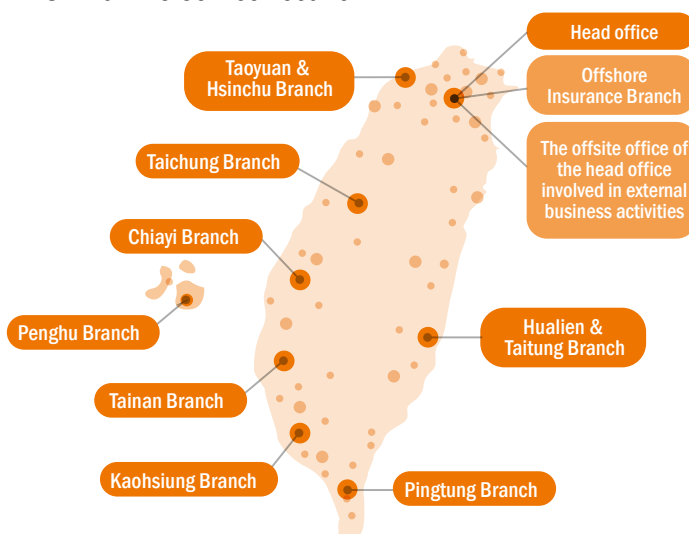 Head office
Taoyuan &
Hsinchu Branch
Offshore
Insurance Branch
The offsite office of
the head office
involved in external
business activities
Taichung Branch
Chiayi Branch
Penghu Branch
Hualien &
Taitung Branch
Tainan Branch
Kaohsiung Branch
Pingtung Branch